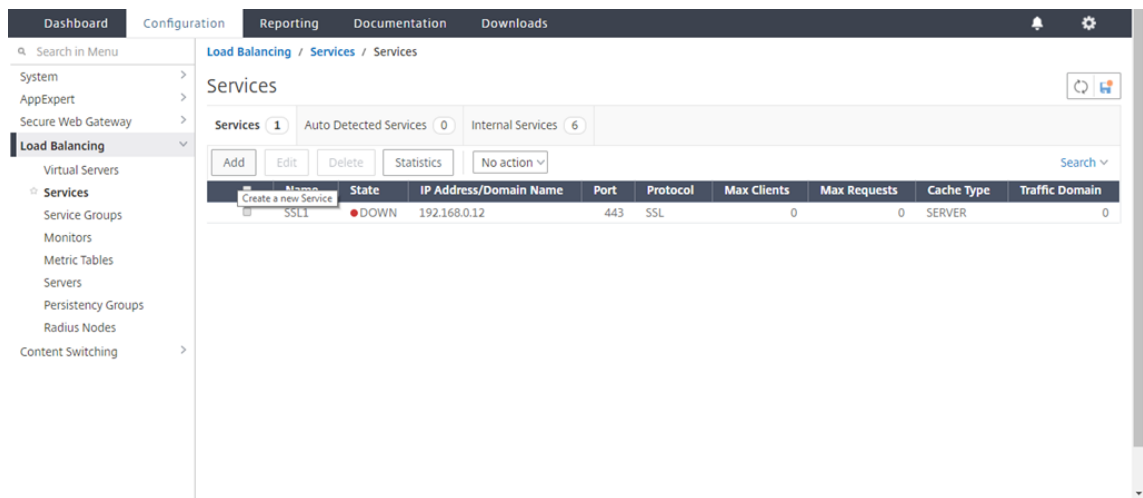 Dashboard Configuration Reporting Documentation Downloads
Search in Menu
Load Balancing / Services / Services
System
AppExpert
Secure Web Gateway
Load Balancing
Virtual Servers
Services
Service Groups
Monitors
Metric Tables
Servers
Persistency Groups
Radius Nodes
Content Switching
Services
Services 1 Auto Detected Services 0 Internal Services 6
Add Edit Delete Statistics No action Search
Name State IP Address/Domain Name Port Protocol Max Clients Max Requests Cache Type Traffic Domain
Create a new Service
SSL1 DOWN 192.168.0.12 443 SSL 0 0 SERVER 0